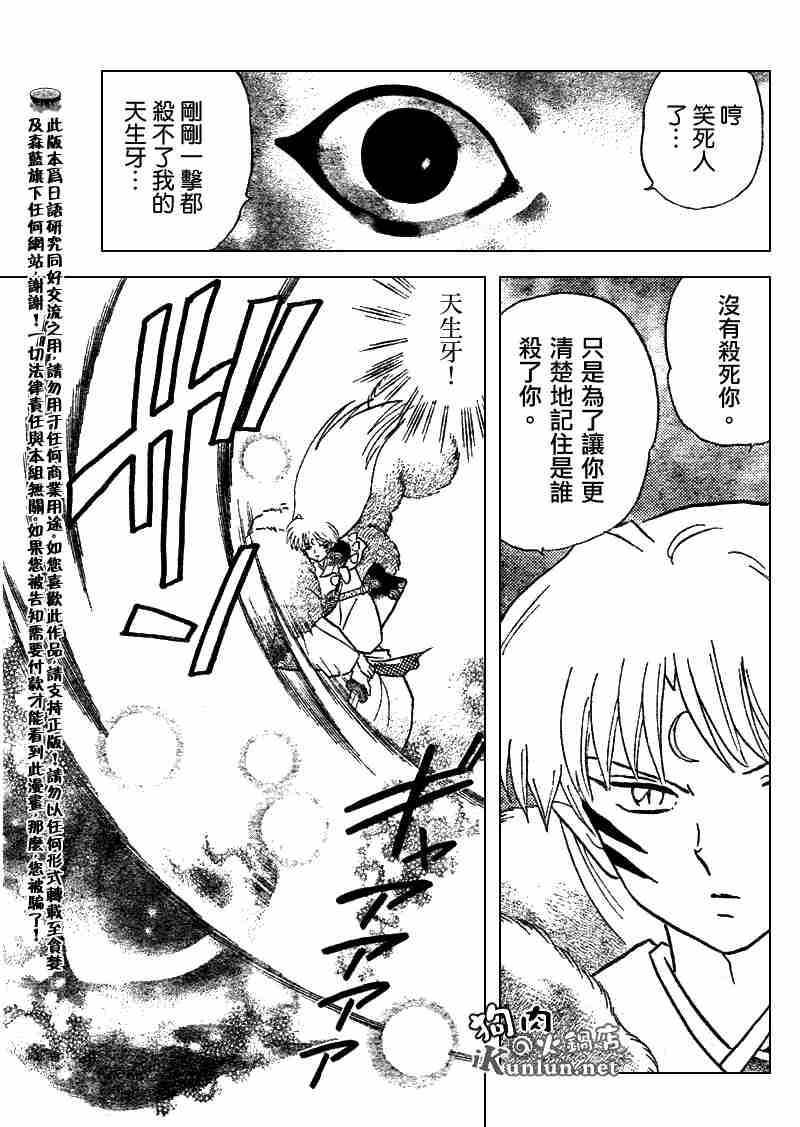 哼
笑死人
了…
剛剛一擊都
殺不了我的
天生牙…
沒有殺死你。
只是為了讓你更
清楚地記住是誰
殺了你。
天生牙！
ギャアアアア
此版本為日語研究同好交流之用,請勿用于任何商業用途.如您喜歡此作品,請支持正版！請勿以任何形式轉載至貪婪
及森藍旗下任何網站,謝謝！一切法律責任與本組無關.如果您被告知需要付款才能看到此漫畫,那麼,您被騙了！
狗肉の火鍋店
iKunlun.net